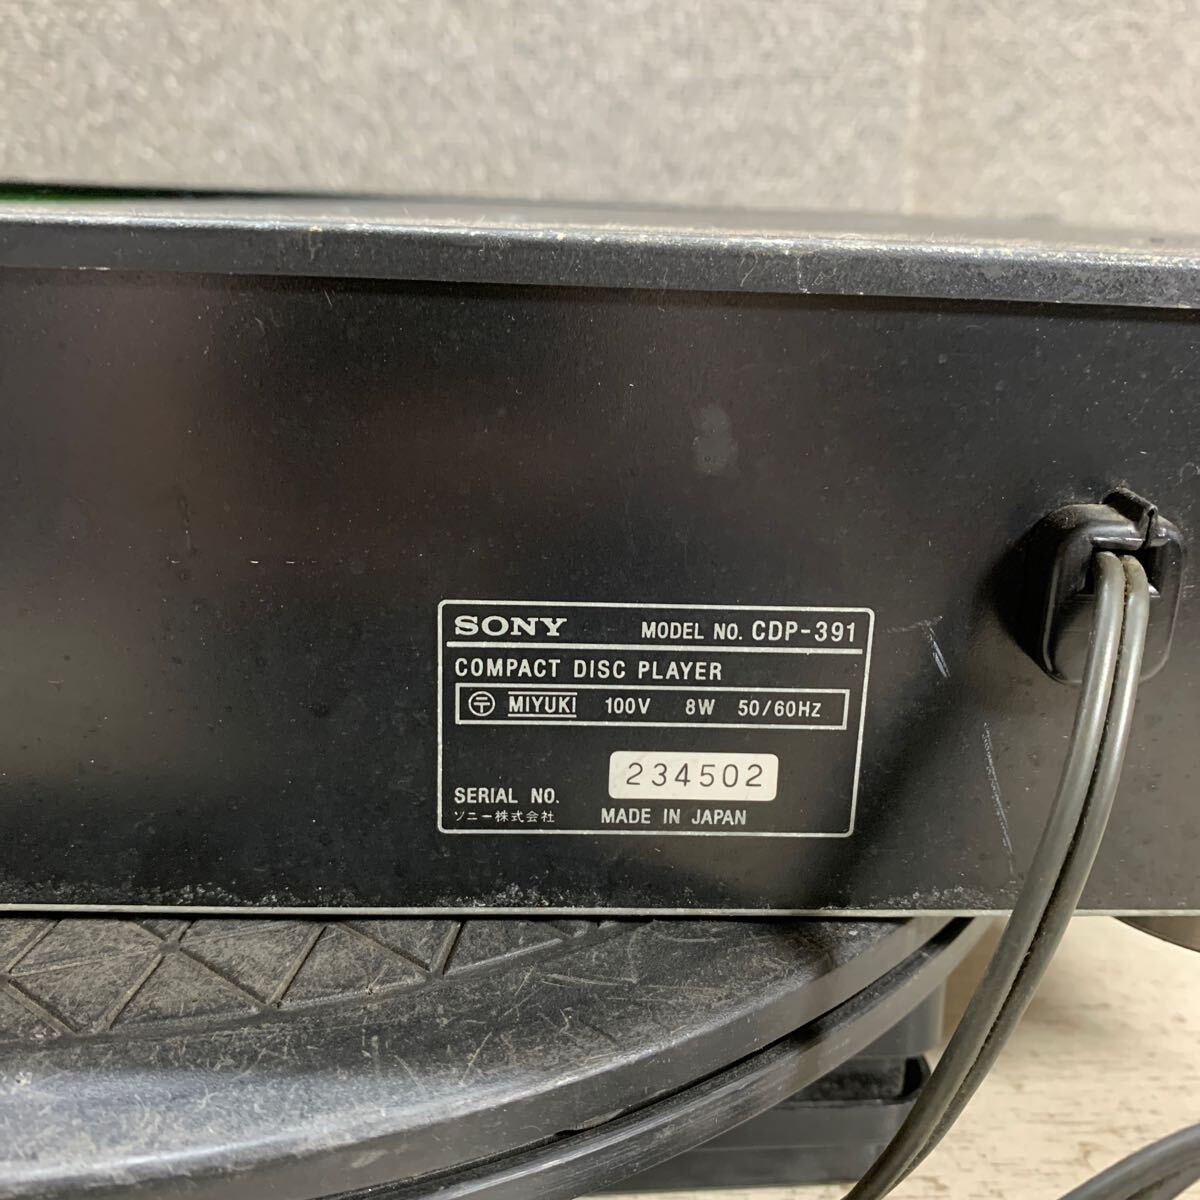 SONY MODEL NO. CDP-391
COMPACT DISC PLAYER
〒 MIYUKI 100V 8W 50/60Hz
234502
SERIAL NO.
ソニー株式会社 MADE IN JAPAN